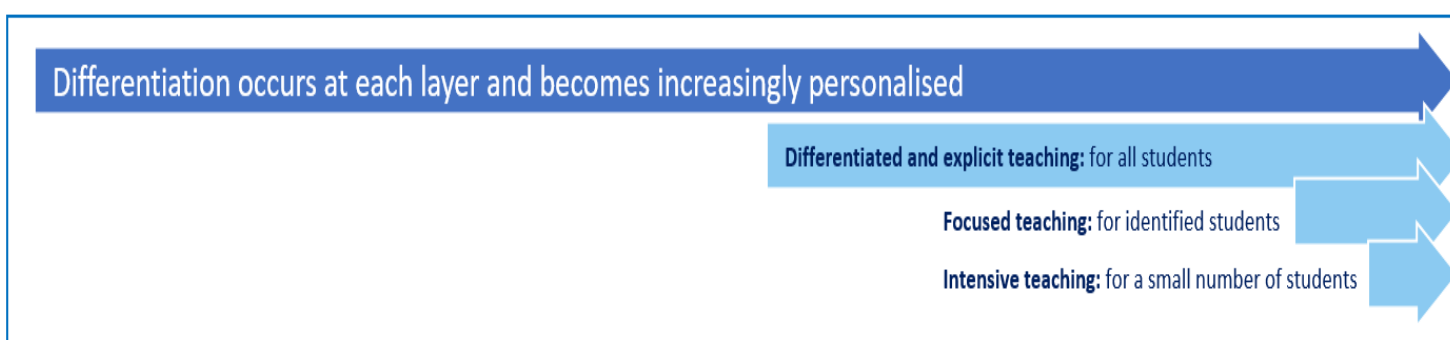 Differentiation occurs at each layer and becomes increasingly personalised
Differentiated and explicit teaching: for all students
Focused teaching: for identified students
Intensive teaching: for a small number of students